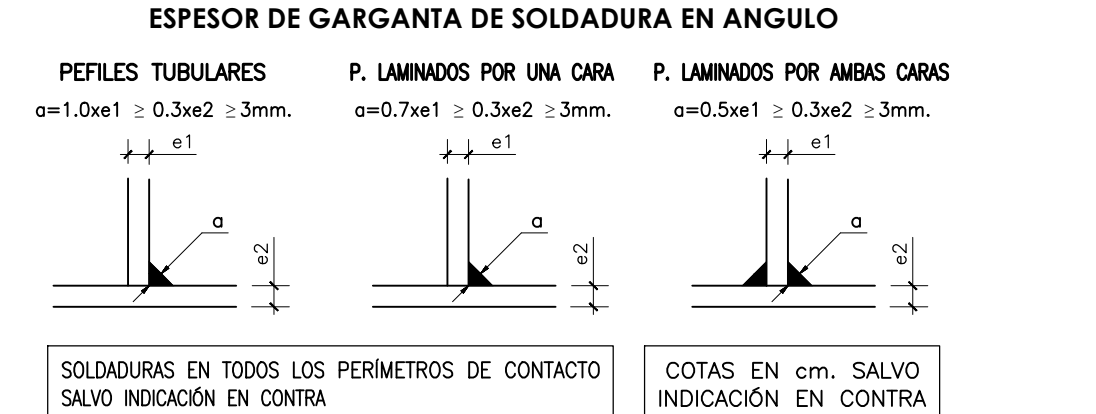 ESPESOR DE GARGANTA DE SOLDADURA EN ANGULO
PEFILES TUBULARES
a=1.0xe1 ≥ 0.3xe2 ≥3mm.
e1
a
e2
P. LAMINADOS POR UNA CARA
a=0.7xe1 ≥ 0.3xe2 ≥3mm.
e1
a
e2
P. LAMINADOS POR AMBAS CARAS
a=0.5xe1 ≥ 0.3xe2 ≥3mm.
e1
a
e2
SOLDADURAS EN TODOS LOS PERÍMETROS DE CONTACTO
SALVO INDICACIÓN EN CONTRA
COTAS EN cm. SALVO
INDICACIÓN EN CONTRA